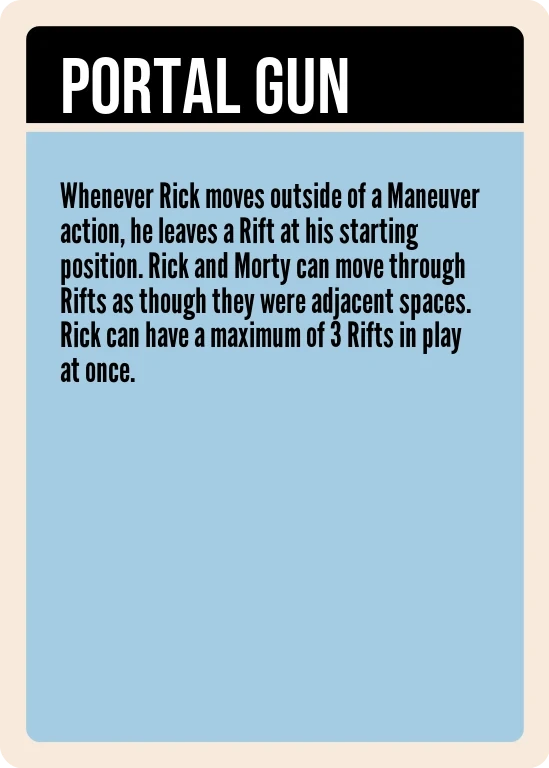 PORTAL GUN
Whenever Rick moves outside of a Maneuver
action, he leaves a Rift at his starting
position. Rick and Morty can move through
Rifts as though they were adjacent spaces.
Rick can have a maximum of 3 Rifts in play
at once.